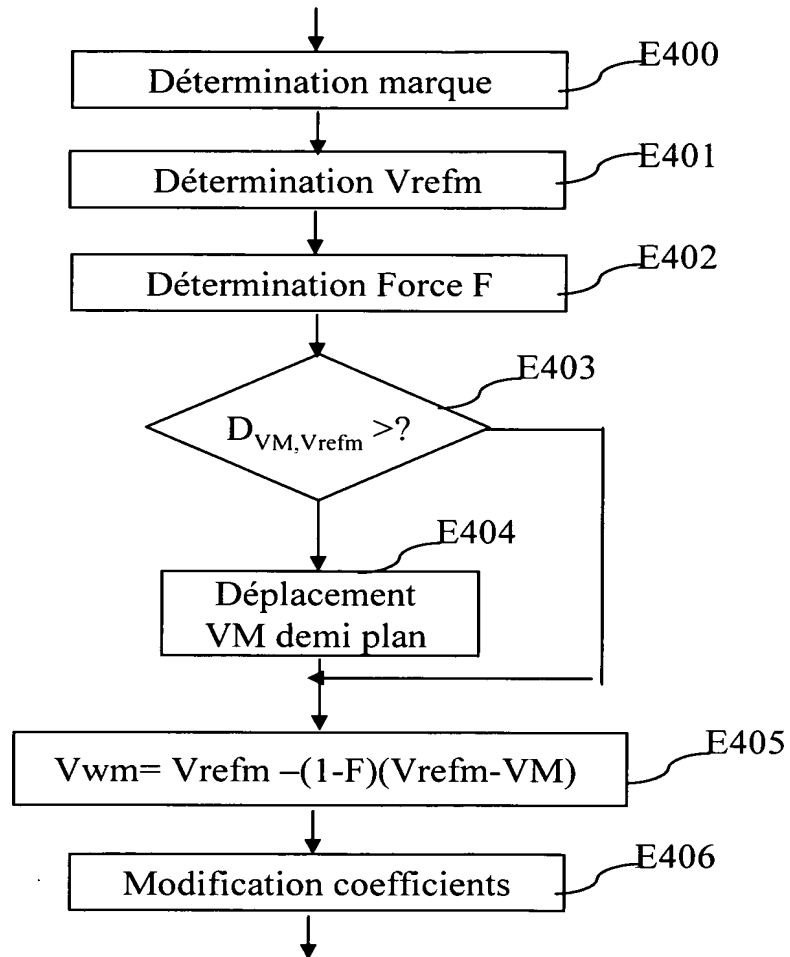 E400
Détermination marque
E401
Détermination Vrefm
E402
Détermination Force F
E403
D_VM,Vrefm >?
E404
Déplacement
VM demi plan
E405
Vwm= Vrefm –(1-F)(Vrefm-VM)
E406
Modification coefficients